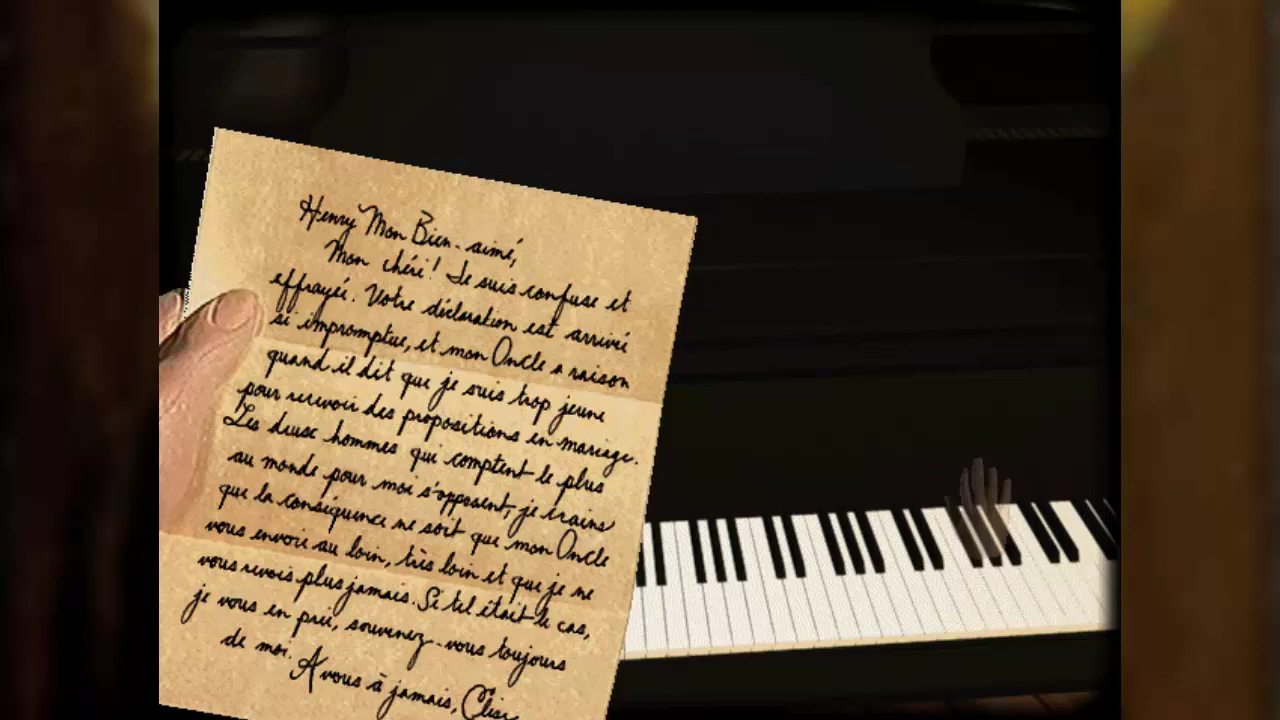 Henry Mon Bien-aimé,
Mon chéri! Je suis confuse et
effrayée. Votre déclaration est arrivée
si impromptue, et mon Oncle a raison
quand il dit que je suis trop jeune
pour recevoir des propositions en mariage.
Les deux hommes qui comptent le plus
au monde pour moi s'opposent, je crains
que la conséquence ne soit que mon Oncle
vous envoie au loin, très loin et que je ne
vous revois plus jamais. Si tel était le cas,
je vous en prie, souvenez-vous toujours
de moi.
A vous à jamais,